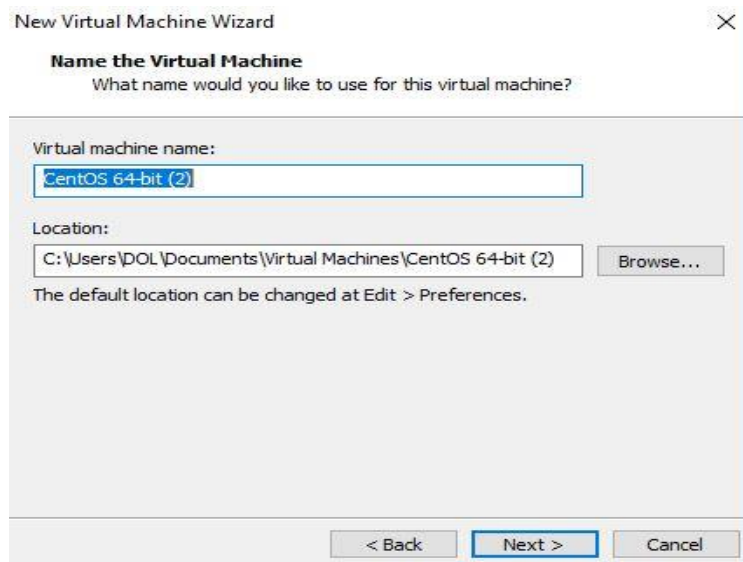 New Virtual Machine Wizard
Name the Virtual Machine
What name would you like to use for this virtual machine?
Virtual machine name:
CentOS 64-bit (2)
Location:
C:\Users\DOL\Documents\Virtual Machines\CentOS 64-bit (2)
Browse...
The default location can be changed at Edit > Preferences.
< Back
Next >
Cancel